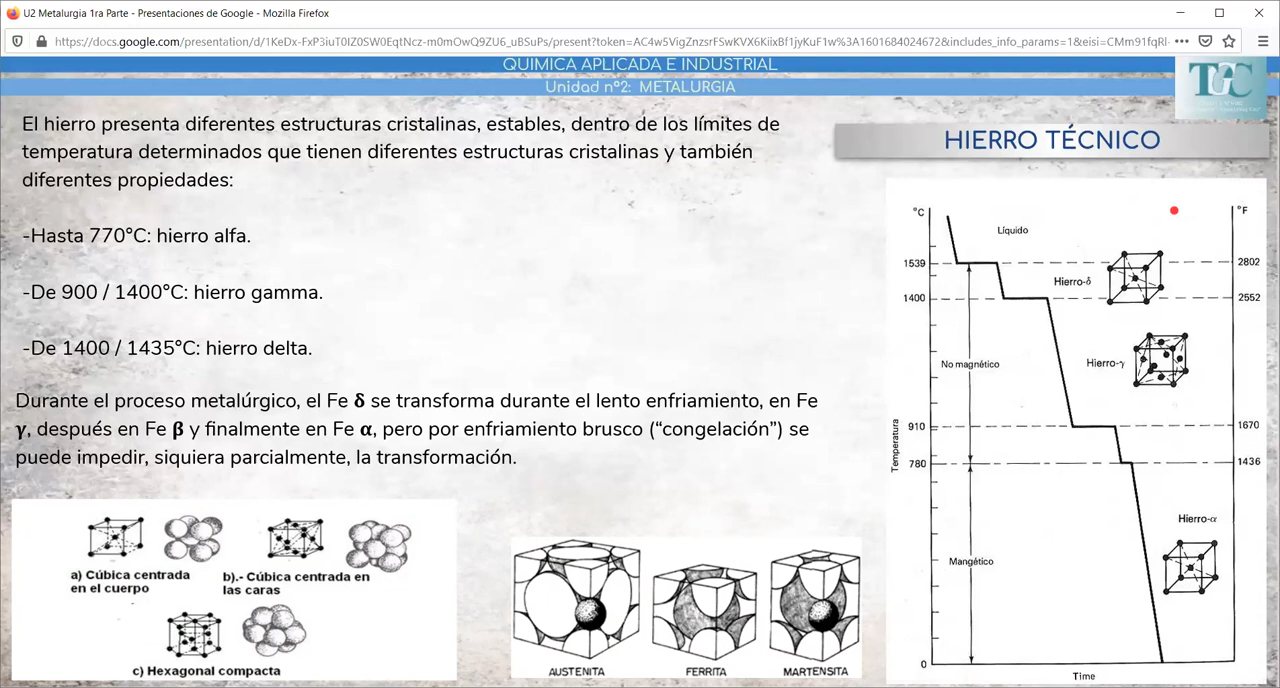 U2 Metalurgia 1ra Parte - Presentaciones de Google - Mozilla Firefox
QUIMICA APLICADA E INDUSTRIAL
Unidad nº2: METALURGIA
TGC
El hierro presenta diferentes estructuras cristalinas, estables, dentro de los límites de
temperatura determinados que tienen diferentes estructuras cristalinas y también
diferentes propiedades:
-Hasta 770°C: hierro alfa.
-De 900 / 1400°C: hierro gamma.
-De 1400 / 1435°C: hierro delta.
Durante el proceso metalúrgico, el Fe δ se transforma durante el lento enfriamiento, en Fe
γ, después en Fe β y finalmente en Fe α, pero por enfriamiento brusco (“congelación”) se
puede impedir, siquiera parcialmente, la transformación.
a) Cúbica centrada
en el cuerpo
b).- Cúbica centrada en
las caras
c) Hexagonal compacta
AUSTENITA
FERRITA
MARTENSITA
HIERRO TÉCNICO
°C
°F
Líquido
1539
2802
Hierro-δ
1400
2552
No magnético
Hierro-γ
910
1670
Temperatura
780
1436
Hierro-α
Mangético
0
Time